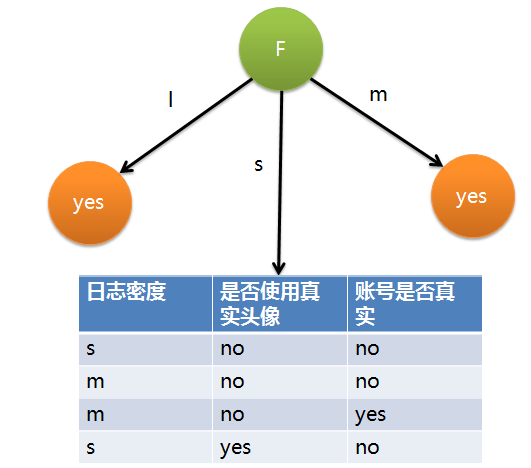 F
l
m
s
yes
yes
日志密度 是否使用真 账号是否真
实头像 实
s no no
m no no
m no yes
s yes no